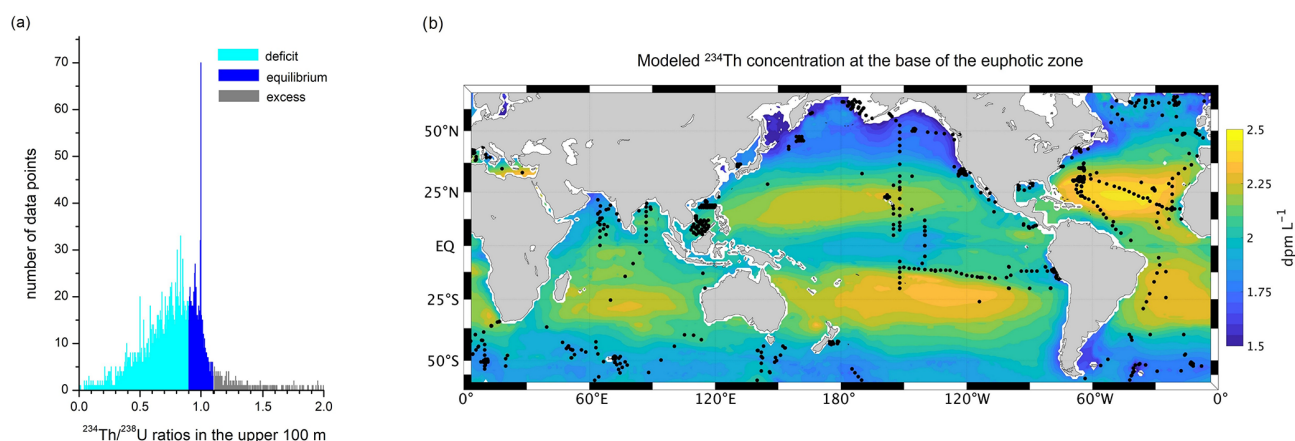 (a)
number of data points
70
60
50
40
30
20
10
0
deficit
equilibrium
excess
0.0 0.5 1.0 1.5 2.0
²³⁴Th/²³⁸U ratios in the upper 100 m
(b)
Modeled ²³⁴Th concentration at the base of the euphotic zone
50°N
25°N
EQ
25°S
50°S
60°E 120°E 180° 120°W 60°W 0°
2.5
2.25
2
1.75
1.5
dpm L⁻¹